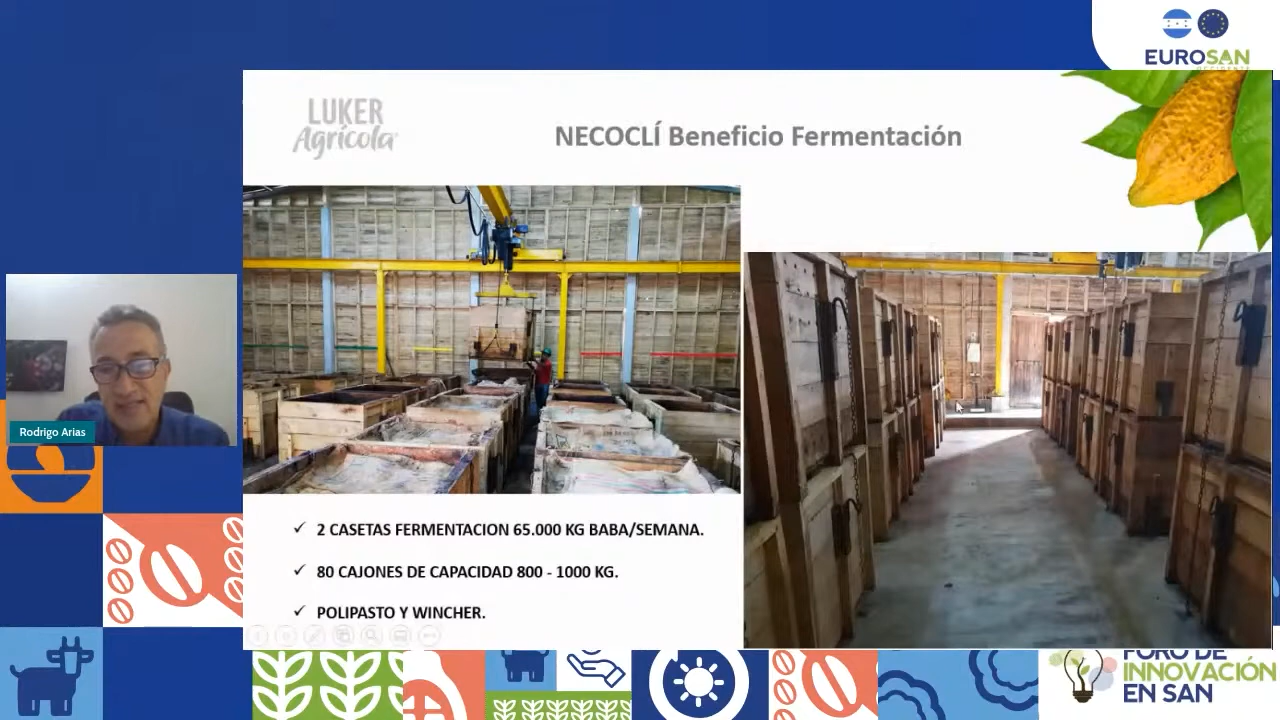 EUROSAN
OCCIDENTE
LUKER
Agrícola
NECOCLÍ Beneficio Fermentación
Rodrigo Arias
✓ 2 CASETAS FERMENTACION 65.000 KG BABA/SEMANA.
✓ 80 CAJONES DE CAPACIDAD 800 - 1000 KG.
✓ POLIPASTO Y WINCHER.
FORO DE
INNOVACIÓN
EN SAN